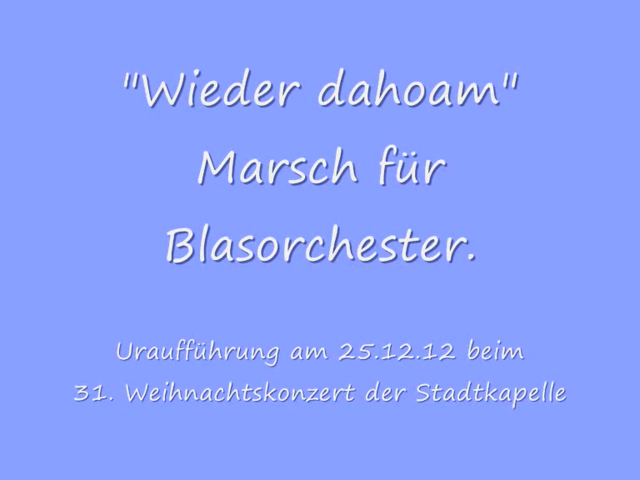 "Wieder dahoam"
Marsch für
Blasorchester.
Uraufführung am 25.12.12 beim
31. Weihnachtskonzert der Stadtkapelle